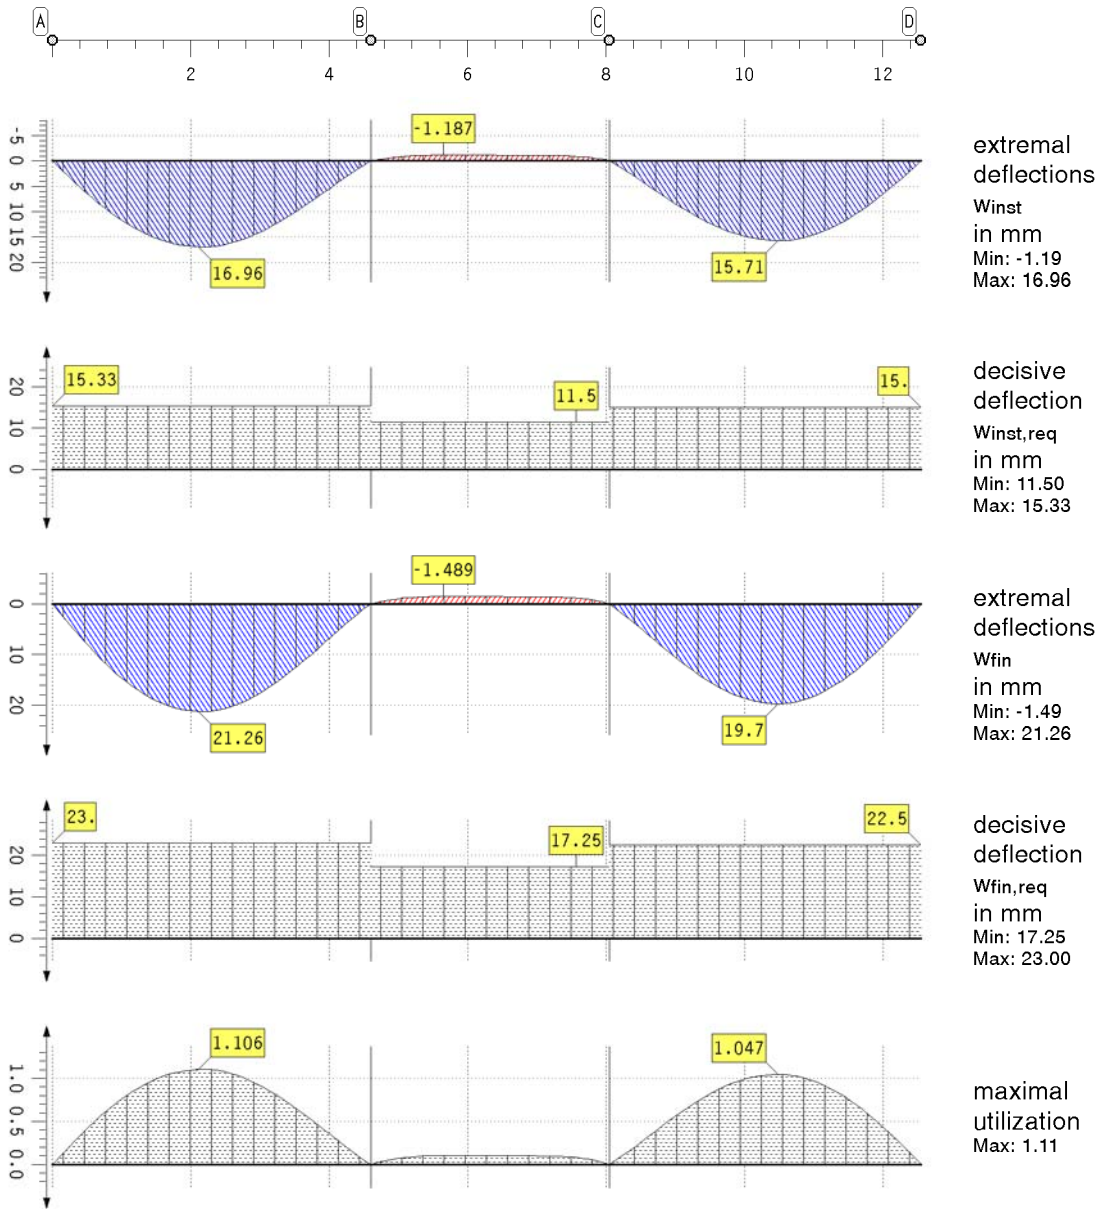 A B C D
2 4 6 8 10 12
-1.187
-5 0 5 10 15 20
16.96
15.71
extremal
deflections
Winst
in mm
Min: -1.19
Max: 16.96
15.33
11.5
15.
20 10 0
decisive
deflection
Winst,req
in mm
Min: 11.50
Max: 15.33
-1.489
0 10 20
21.26
19.7
extremal
deflections
Wfin
in mm
Min: -1.49
Max: 21.26
23.
17.25
22.5
20 10 0
decisive
deflection
Wfin,req
in mm
Min: 17.25
Max: 23.00
1.106
1.047
1.0 0.5 0.0
maximal
utilization
Max: 1.11